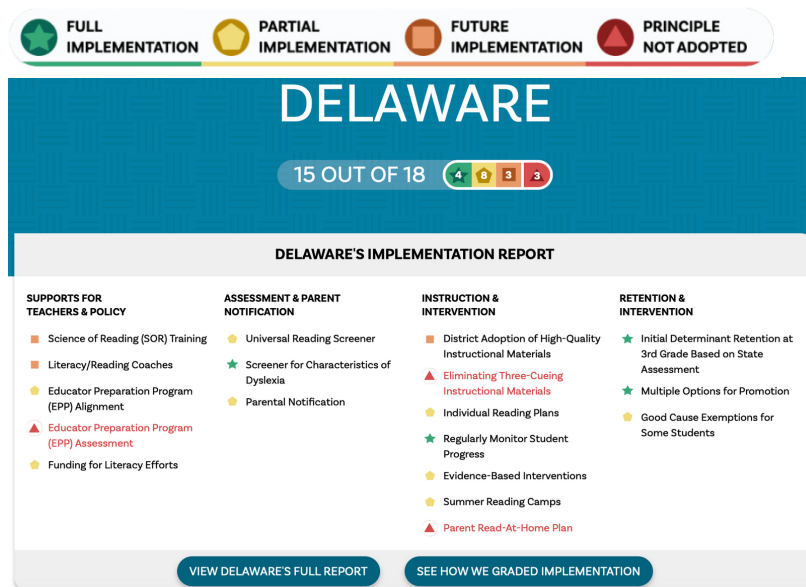 FULL
IMPLEMENTATION
PARTIAL
IMPLEMENTATION
FUTURE
IMPLEMENTATION
PRINCIPLE
NOT ADOPTED
DELAWARE
15 OUT OF 18
4
8
3
3
DELAWARE'S IMPLEMENTATION REPORT
SUPPORTS FOR
TEACHERS & POLICY
Science of Reading (SOR) Training
Literacy/Reading Coaches
Educator Preparation Program
(EPP) Alignment
Educator Preparation Program
(EPP) Assessment
Funding for Literacy Efforts
ASSESSMENT & PARENT
NOTIFICATION
Universal Reading Screener
Screener for Characteristics of
Dyslexia
Parental Notification
INSTRUCTION &
INTERVENTION
District Adoption of High-Quality
Instructional Materials
Eliminating Three-Cueing
Instructional Materials
Individual Reading Plans
Regularly Monitor Student
Progress
Evidence-Based Interventions
Summer Reading Camps
Parent Read-At-Home Plan
RETENTION &
INTERVENTION
Initial Determinant Retention at
3rd Grade Based on State
Assessment
Multiple Options for Promotion
Good Cause Exemptions for
Some Students
VIEW DELAWARE'S FULL REPORT
SEE HOW WE GRADED IMPLEMENTATION